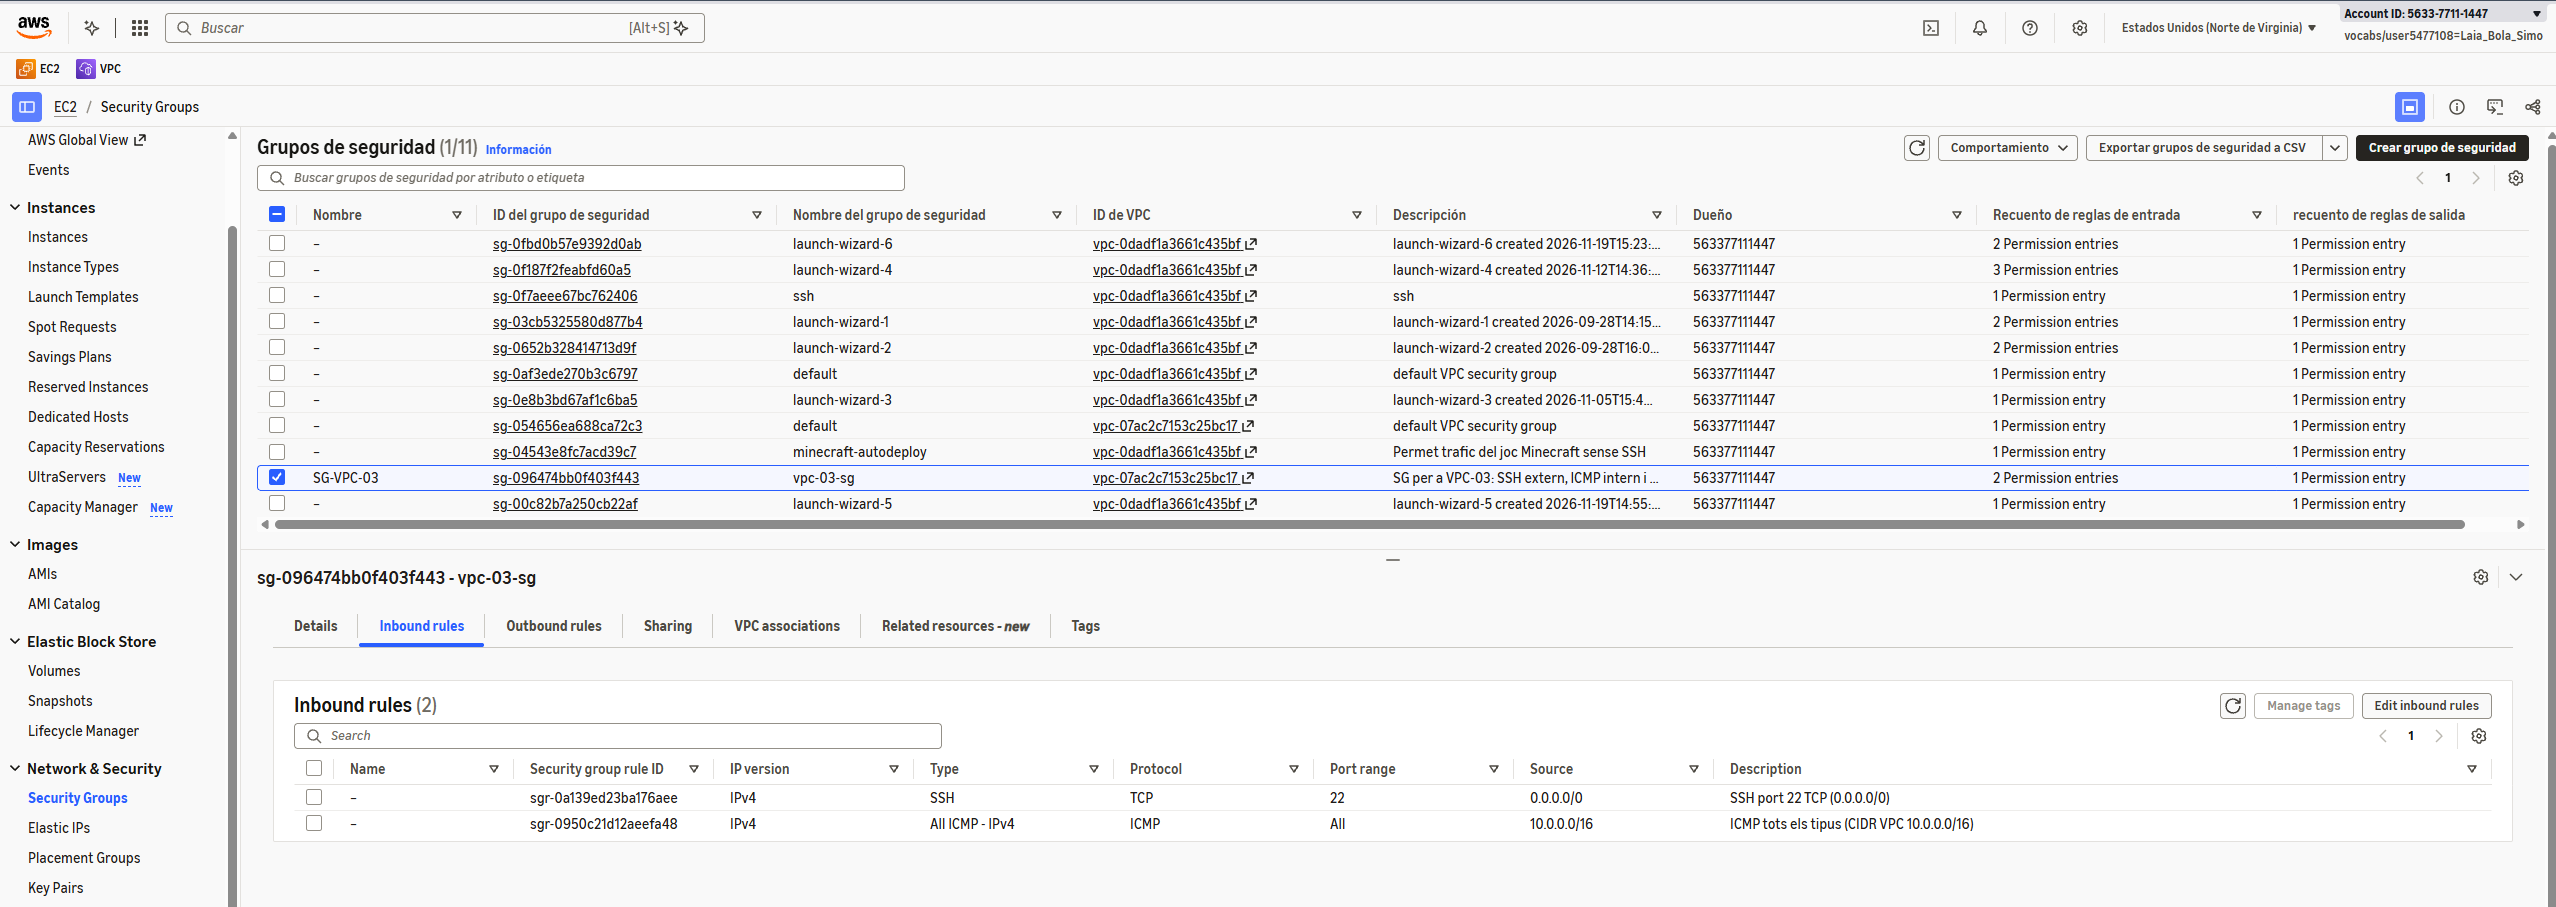 aws
Buscar [Alt+S]
Estados Unidos (Norte de Virginia)
Account ID: 5633-7711-1447
vocabs/user5477108=Laia_Bola_Simo
EC2 VPC
EC2 / Security Groups
AWS Global View
Events
Instances
Instances
Instance Types
Launch Templates
Spot Requests
Savings Plans
Reserved Instances
Dedicated Hosts
Capacity Reservations
UltraServers New
Capacity Manager New
Images
AMIs
AMI Catalog
Elastic Block Store
Volumes
Snapshots
Lifecycle Manager
Network & Security
Security Groups
Elastic IPs
Placement Groups
Key Pairs
Grupos de seguridad (1/11) Información
Comportamiento
Exportar grupos de seguridad a CSV
Crear grupo de seguridad
Buscar grupos de seguridad por atributo o etiqueta
1
Nombre ID del grupo de seguridad Nombre del grupo de seguridad ID de VPC Descripción Dueño Recuento de reglas de entrada recuento de reglas de salida
– sg-0fbd0b57e9392d0ab launch-wizard-6 vpc-0dadf1a3661c435bf launch-wizard-6 created 2026-11-19T15:23:... 563377111447 2 Permission entries 1 Permission entry
– sg-0f187f2feabfd60a5 launch-wizard-4 vpc-0dadf1a3661c435bf launch-wizard-4 created 2026-11-12T14:36:... 563377111447 3 Permission entries 1 Permission entry
– sg-0f7aeee67bc762406 ssh vpc-0dadf1a3661c435bf ssh 563377111447 1 Permission entry 1 Permission entry
– sg-03cb5325580d877b4 launch-wizard-1 vpc-0dadf1a3661c435bf launch-wizard-1 created 2026-09-28T14:15... 563377111447 2 Permission entries 1 Permission entry
– sg-0652b328414713d9f launch-wizard-2 vpc-0dadf1a3661c435bf launch-wizard-2 created 2026-09-28T16:0... 563377111447 2 Permission entries 1 Permission entry
– sg-0af3ede270b3c6797 default vpc-0dadf1a3661c435bf default VPC security group 563377111447 1 Permission entry 1 Permission entry
– sg-0e8b3bd67af1c6ba5 launch-wizard-3 vpc-0dadf1a3661c435bf launch-wizard-3 created 2026-11-05T15:4... 563377111447 1 Permission entry 1 Permission entry
– sg-054656ea688ca72c3 default vpc-07ac2c7153c25bc17 default VPC security group 563377111447 1 Permission entry 1 Permission entry
– sg-04543e8fc7acd39c7 minecraft-autodeploy vpc-0dadf1a3661c435bf Permet trafic del joc Minecraft sense SSH 563377111447 1 Permission entry 1 Permission entry
SG-VPC-03 sg-096474bb0f403f443 vpc-03-sg vpc-07ac2c7153c25bc17 SG per a VPC-03: SSH extern, ICMP intern i ... 563377111447 2 Permission entries 1 Permission entry
– sg-00c82b7a250cb22af launch-wizard-5 vpc-0dadf1a3661c435bf launch-wizard-5 created 2026-11-19T14:55:... 563377111447 1 Permission entry 1 Permission entry
sg-096474bb0f403f443 - vpc-03-sg
Details Inbound rules Outbound rules Sharing VPC associations Related resources - new Tags
Inbound rules (2)
Manage tags
Edit inbound rules
Search
1
Name Security group rule ID IP version Type Protocol Port range Source Description
– sgr-0a139ed23ba176aee IPv4 SSH TCP 22 0.0.0.0/0 SSH port 22 TCP (0.0.0.0/0)
– sgr-0950c21d12aeefa48 IPv4 All ICMP - IPv4 ICMP All 10.0.0.0/16 ICMP tots els tipus (CIDR VPC 10.0.0.0/16)